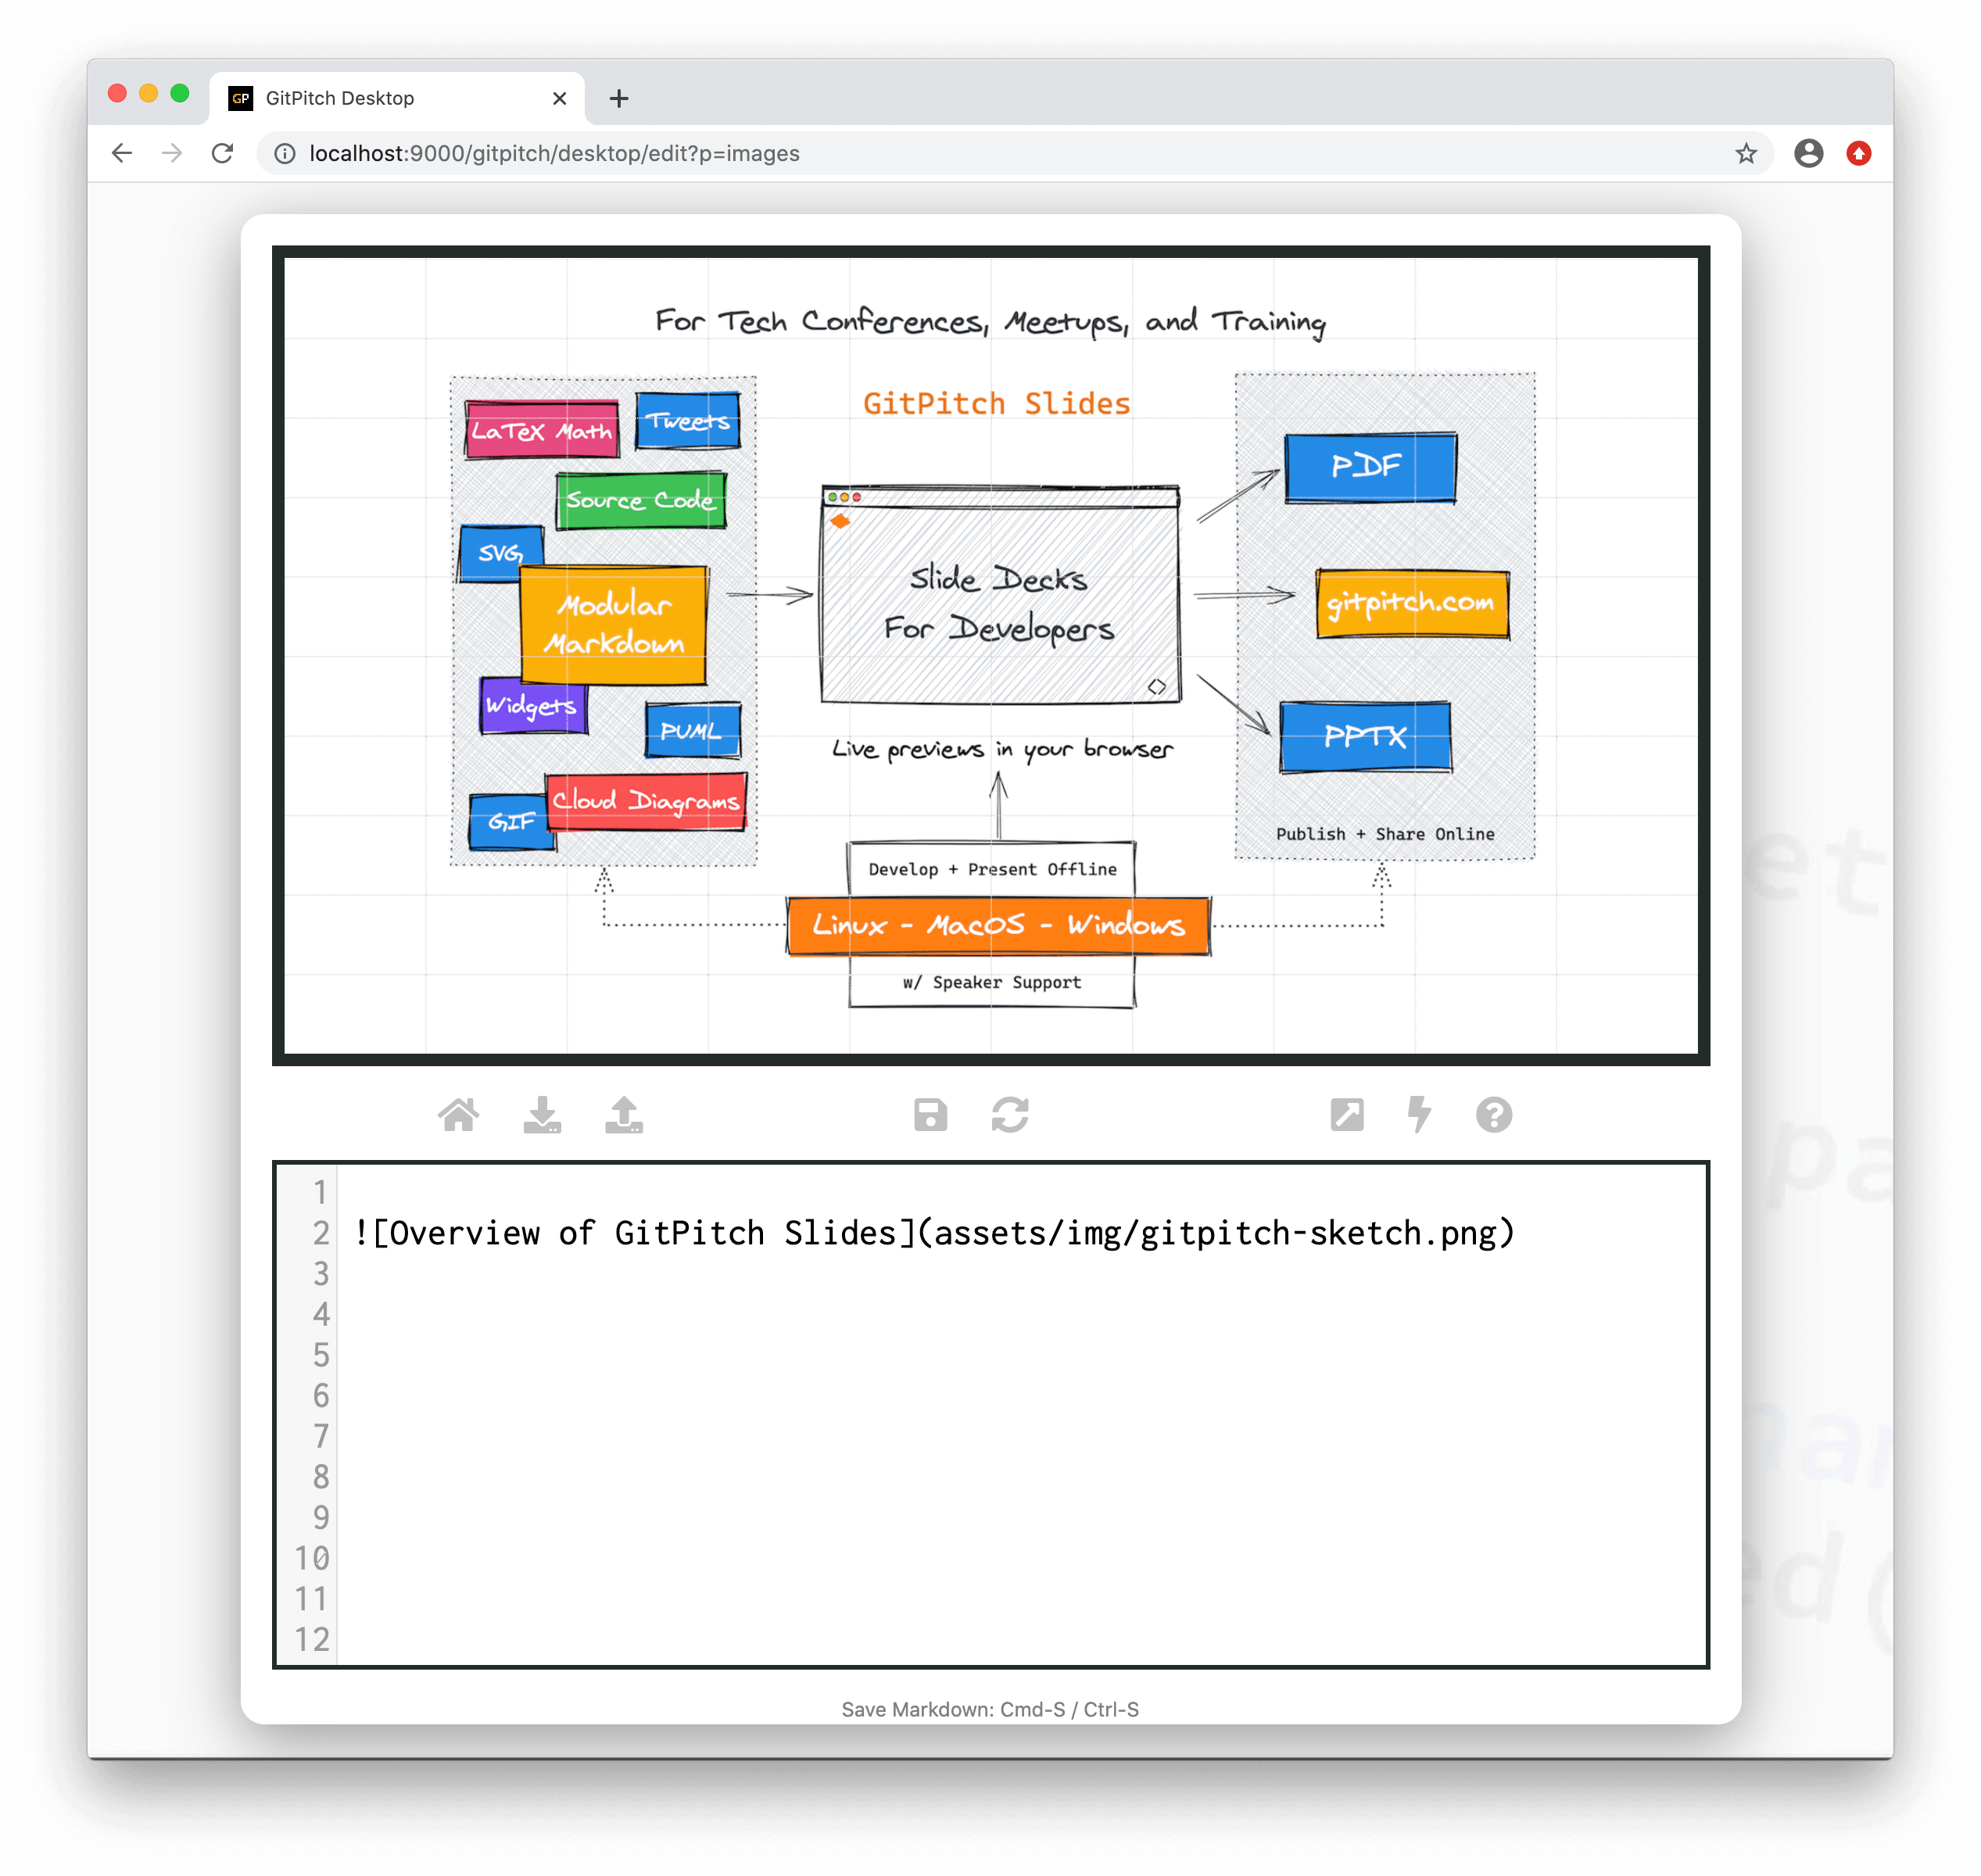 GP GitPitch Desktop
localhost:9000/gitpitch/desktop/edit?p=images
For Tech Conferences, Meetups, and Training
GitPitch Slides
LaTeX Math
Tweets
Source Code
SVG
Modular
Markdown
Widgets
PUML
Cloud Diagrams
GIF
Slide Decks
For Developers
Live previews in your browser
Develop + Present Offline
Linux - MacOS - Windows
w/ Speaker Support
PDF
gitpitch.com
PPTX
Publish + Share Online
1
2 ![Overview of GitPitch Slides](assets/img/gitpitch-sketch.png)
3
4
5
6
7
8
9
10
11
12
Save Markdown: Cmd-S / Ctrl-S